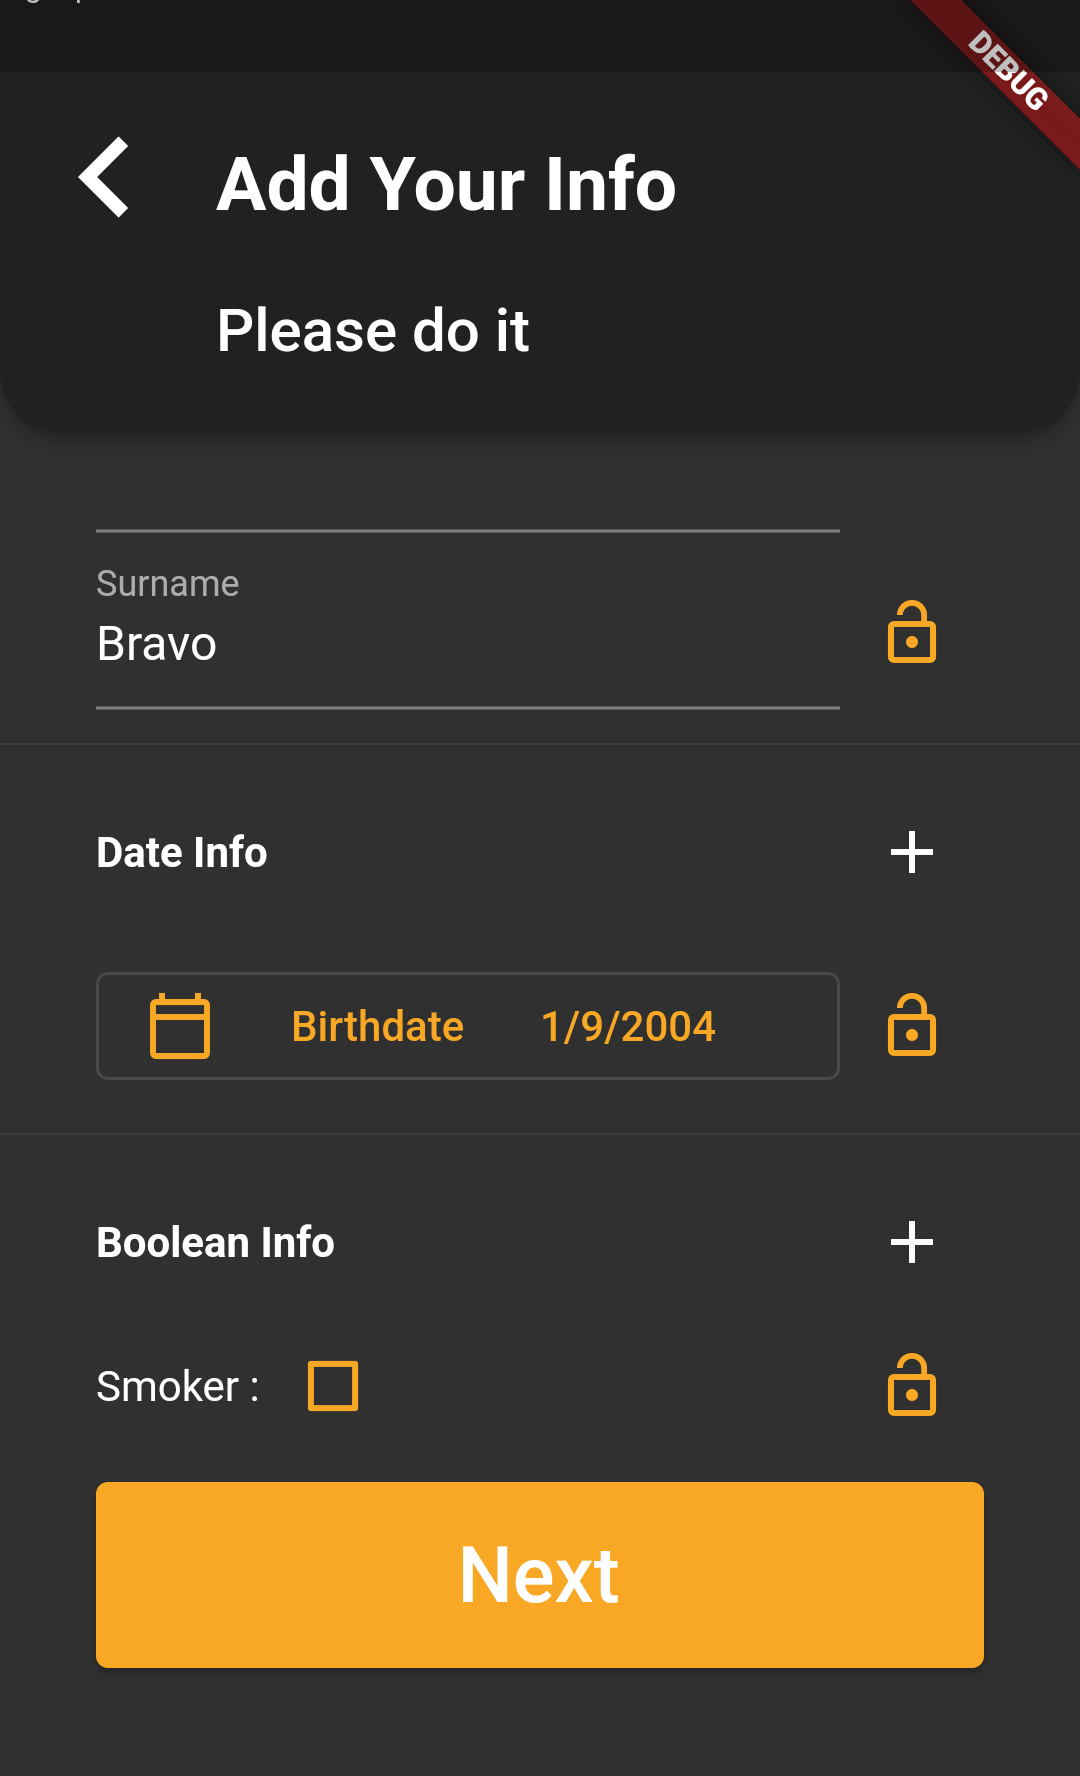 DEBUG
Add Your Info
Please do it
Surname
Bravo
Date Info
Birthdate 1/9/2004
Boolean Info
Smoker :
Next